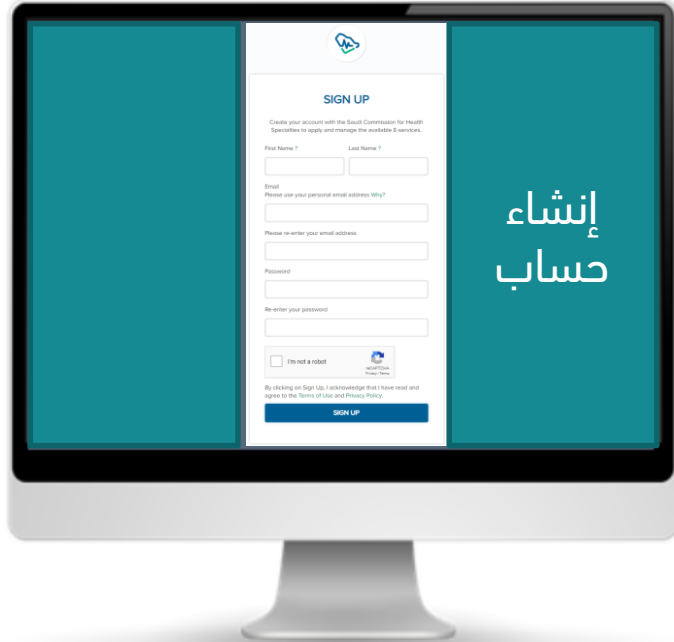 SIGN UP
Create your account with the Saudi Commission for Health
Specialties to apply and manage the available E-services.
First Name ? Last Name ?
Email
Please use your personal email address Why?
Please re-enter your email address
Password
Re-enter your password
I'm not a robot
reCAPTCHA
Privacy - Terms
By clicking on Sign Up, I acknowledge that I have read and
agree to the Terms of Use and Privacy Policy.
SIGN UP
إنشاء
حساب